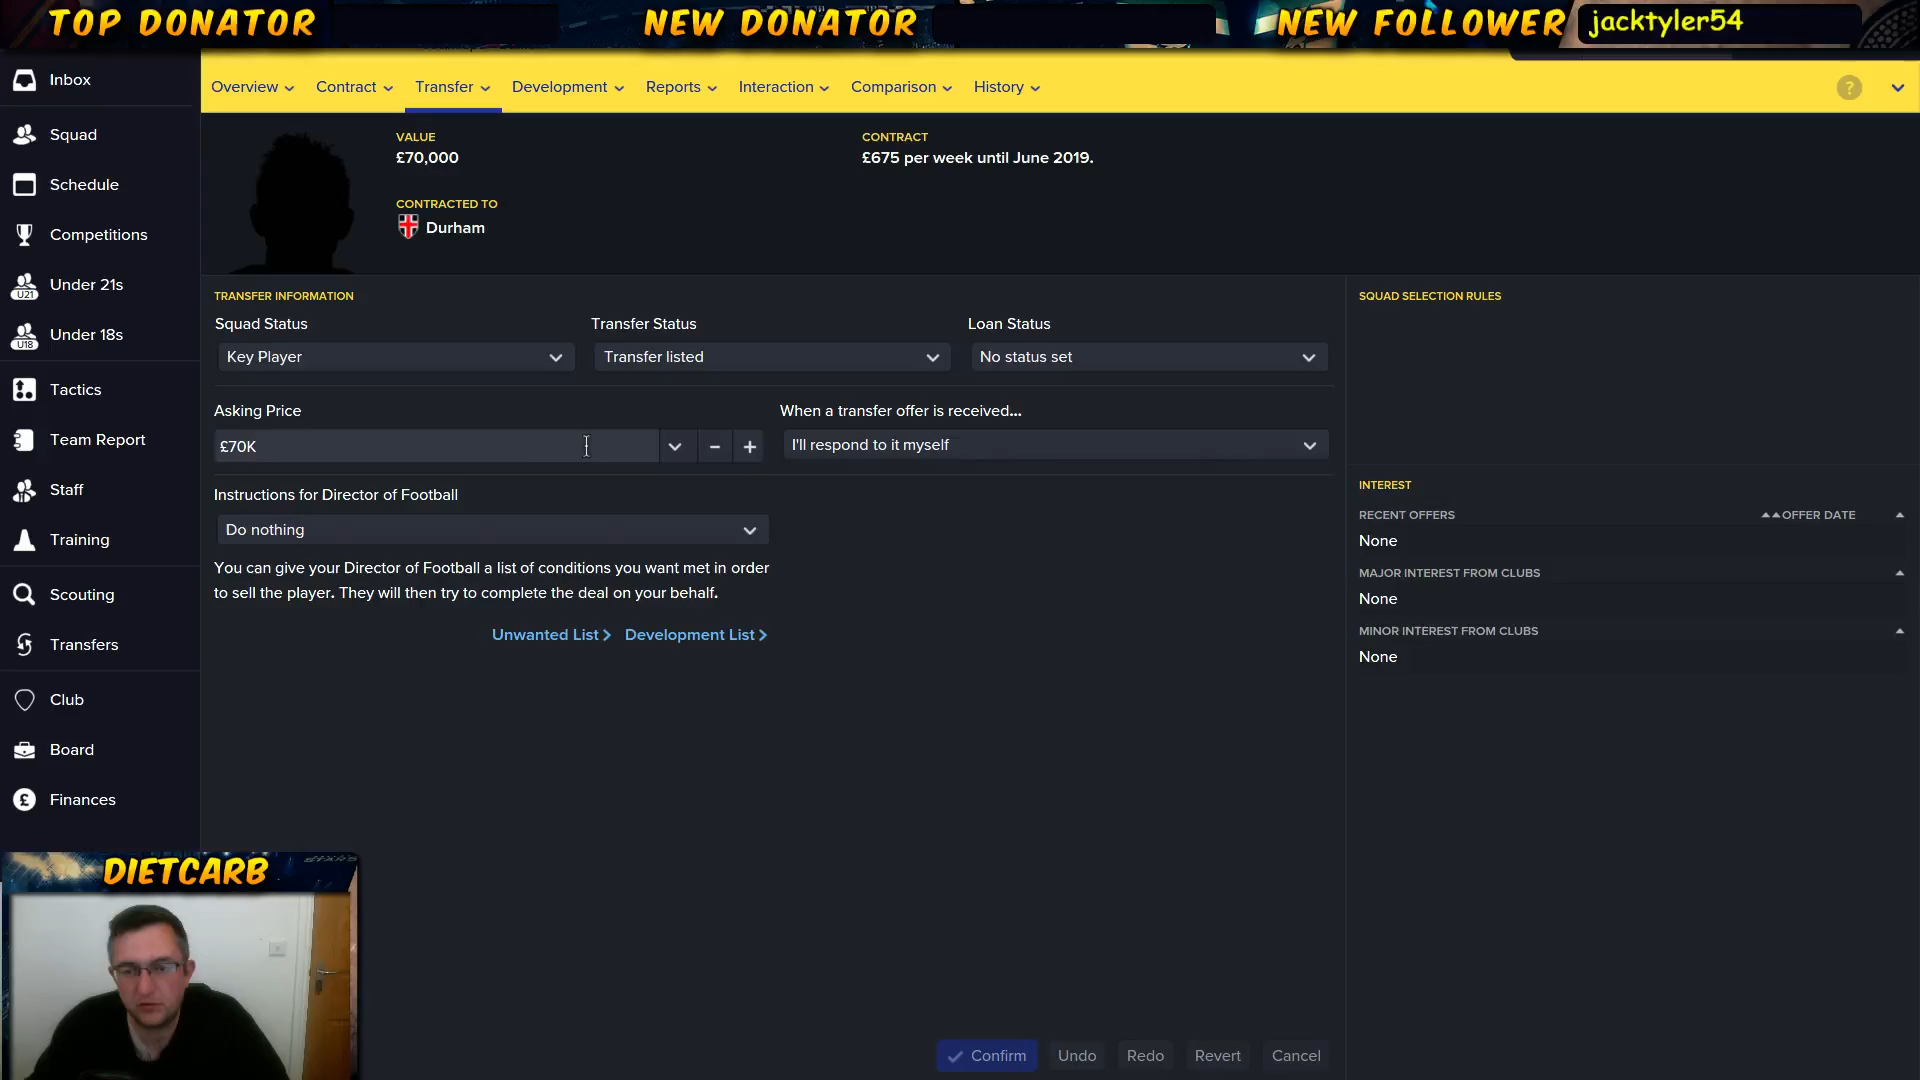 TOP DONATOR
NEW DONATOR
NEW FOLLOWER
jacktyler54
Inbox
Squad
Schedule
Competitions
U21
Under 21s
U18
Under 18s
Tactics
Team Report
Staff
Training
Scouting
Transfers
Club
Board
£
Finances
Overview
Contract
Transfer
Development
Reports
Interaction
Comparison
History
?
VALUE
£70,000
CONTRACT
£675 per week until June 2019.
CONTRACTED TO
Durham
TRANSFER INFORMATION
Squad Status
Transfer Status
Loan Status
Key Player
Transfer listed
No status set
Asking Price
When a transfer offer is received...
£70K
I'll respond to it myself
Instructions for Director of Football
Do nothing
You can give your Director of Football a list of conditions you want met in order
to sell the player. They will then try to complete the deal on your behalf.
Unwanted List
Development List
SQUAD SELECTION RULES
INTEREST
RECENT OFFERS
OFFER DATE
None
MAJOR INTEREST FROM CLUBS
None
MINOR INTEREST FROM CLUBS
None
Confirm
Undo
Redo
Revert
Cancel
DIETCARB